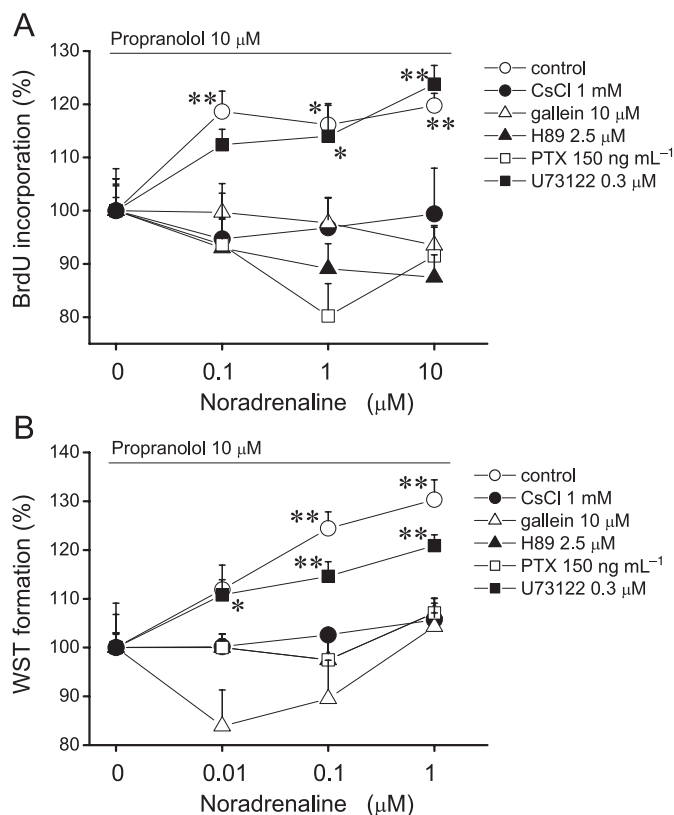 A
Propranolol 10 μM
130
120
110
100
90
80
BrdU incorporation (%)
**
*
**
*
**
control
CsCl 1 mM
gallein 10 μM
H89 2.5 μM
PTX 150 ng mL⁻¹
U73122 0.3 μM
0
0.1
1
10
Noradrenaline (μM)
B
Propranolol 10 μM
140
130
120
110
100
90
80
WST formation (%)
**
**
**
**
*
control
CsCl 1 mM
gallein 10 μM
H89 2.5 μM
PTX 150 ng mL⁻¹
U73122 0.3 μM
0
0.01
0.1
1
Noradrenaline (μM)